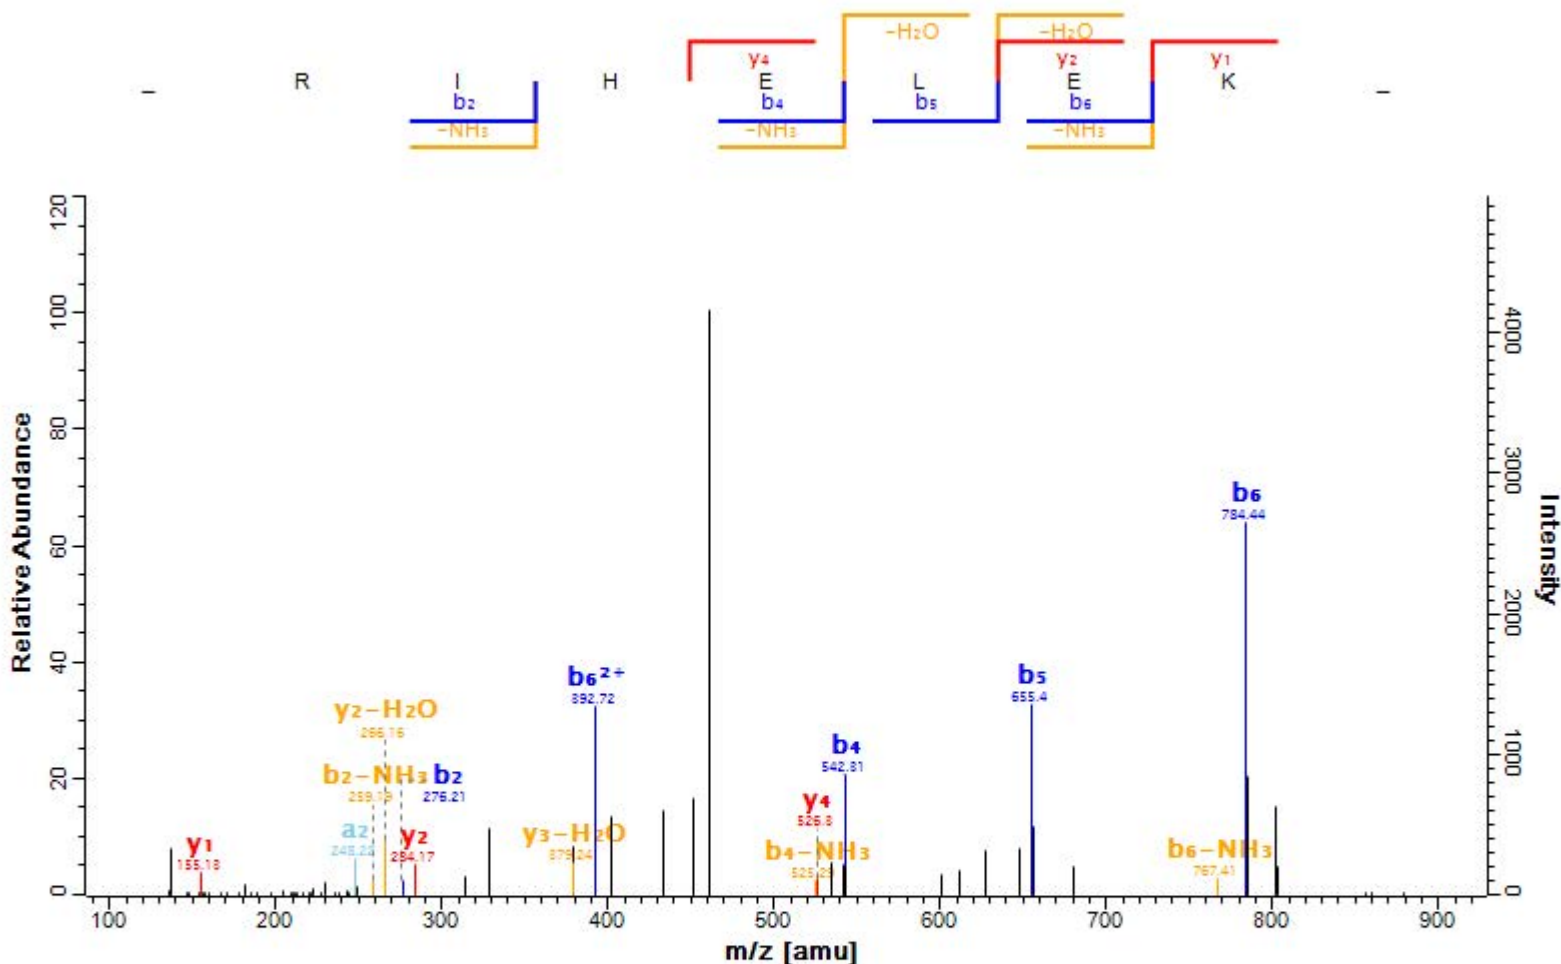 –H₂O –H₂O
y₄ y₂ y₁
– R I H E L E K –
b₂ b₄ b₅ b₆
–NH₃ –NH₃ –NH₃
120
100
80
60
40
20
0
Relative Abundance
4000
3000
2000
1000
0
Intensity
b₆
784.44
b₆²⁺
392.72
b₅
655.4
y₂–H₂O
266.16
b₄
542.31
b₂–NH₃
259.19
b₂
276.21
y₄
526.3
a₂
248.22
y₂
284.17
y₃–H₂O
379.24
y₁
155.18
b₄–NH₃
525.29
b₆–NH₃
767.41
100 200 300 400 500 600 700 800 900
m/z [amu]